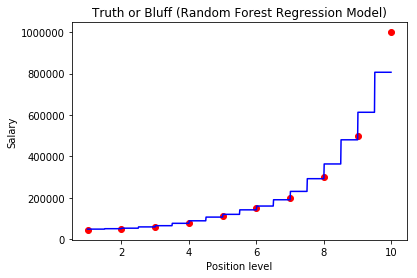 Truth or Bluff (Random Forest Regression Model)
1000000
800000
600000
400000
200000
0
Salary
2 4 6 8 10
Position level